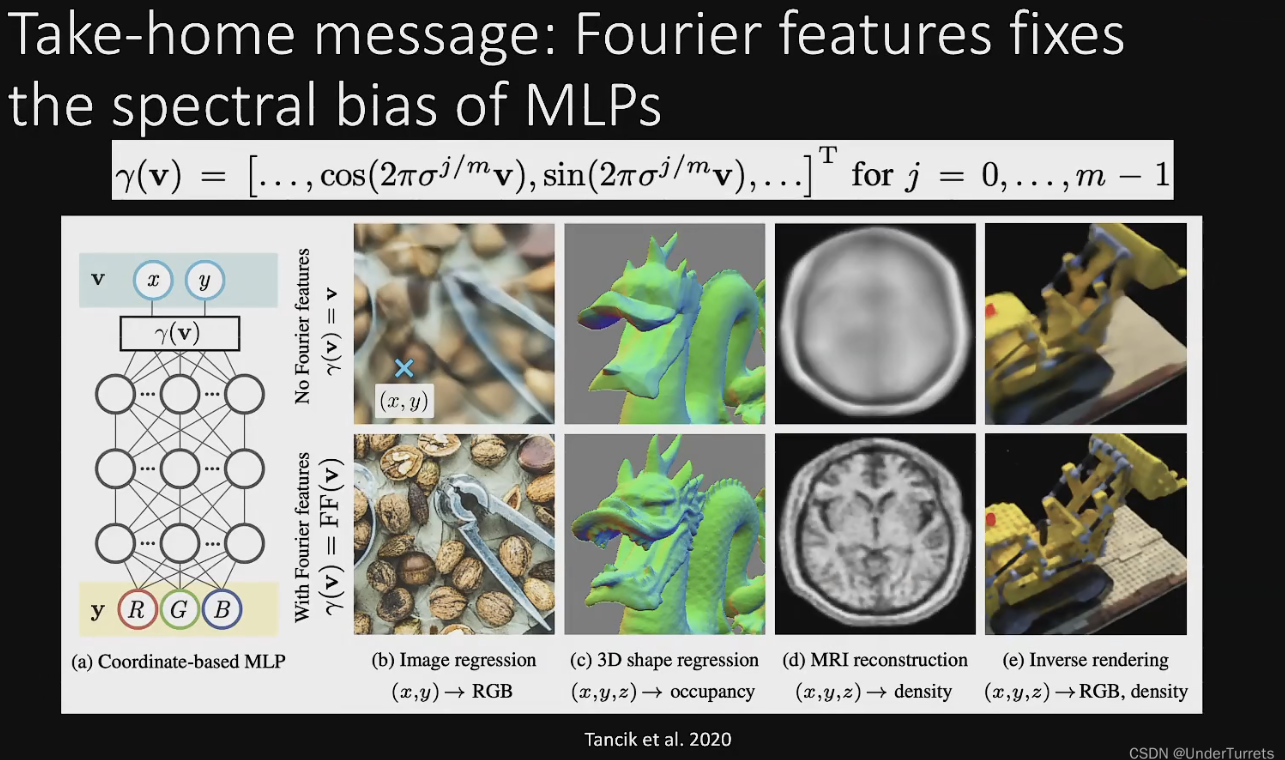 Take-home message: Fourier features fixes
the spectral bias of MLPs
γ(v) = [..., cos(2πσ^{j/m}v), sin(2πσ^{j/m}v), ...]^T for j = 0, ..., m − 1
v x y
γ(v)
... ...
... ...
... ...
y R G B
(a) Coordinate-based MLP
No Fourier features
γ(v) = v
With Fourier features
γ(v) = FF(v)
(x, y)
(b) Image regression
(x,y) → RGB
(c) 3D shape regression
(x,y,z) → occupancy
(d) MRI reconstruction
(x,y,z) → density
(e) Inverse rendering
(x,y,z) → RGB, density
Tancik et al. 2020
CSDN @UnderTurrets